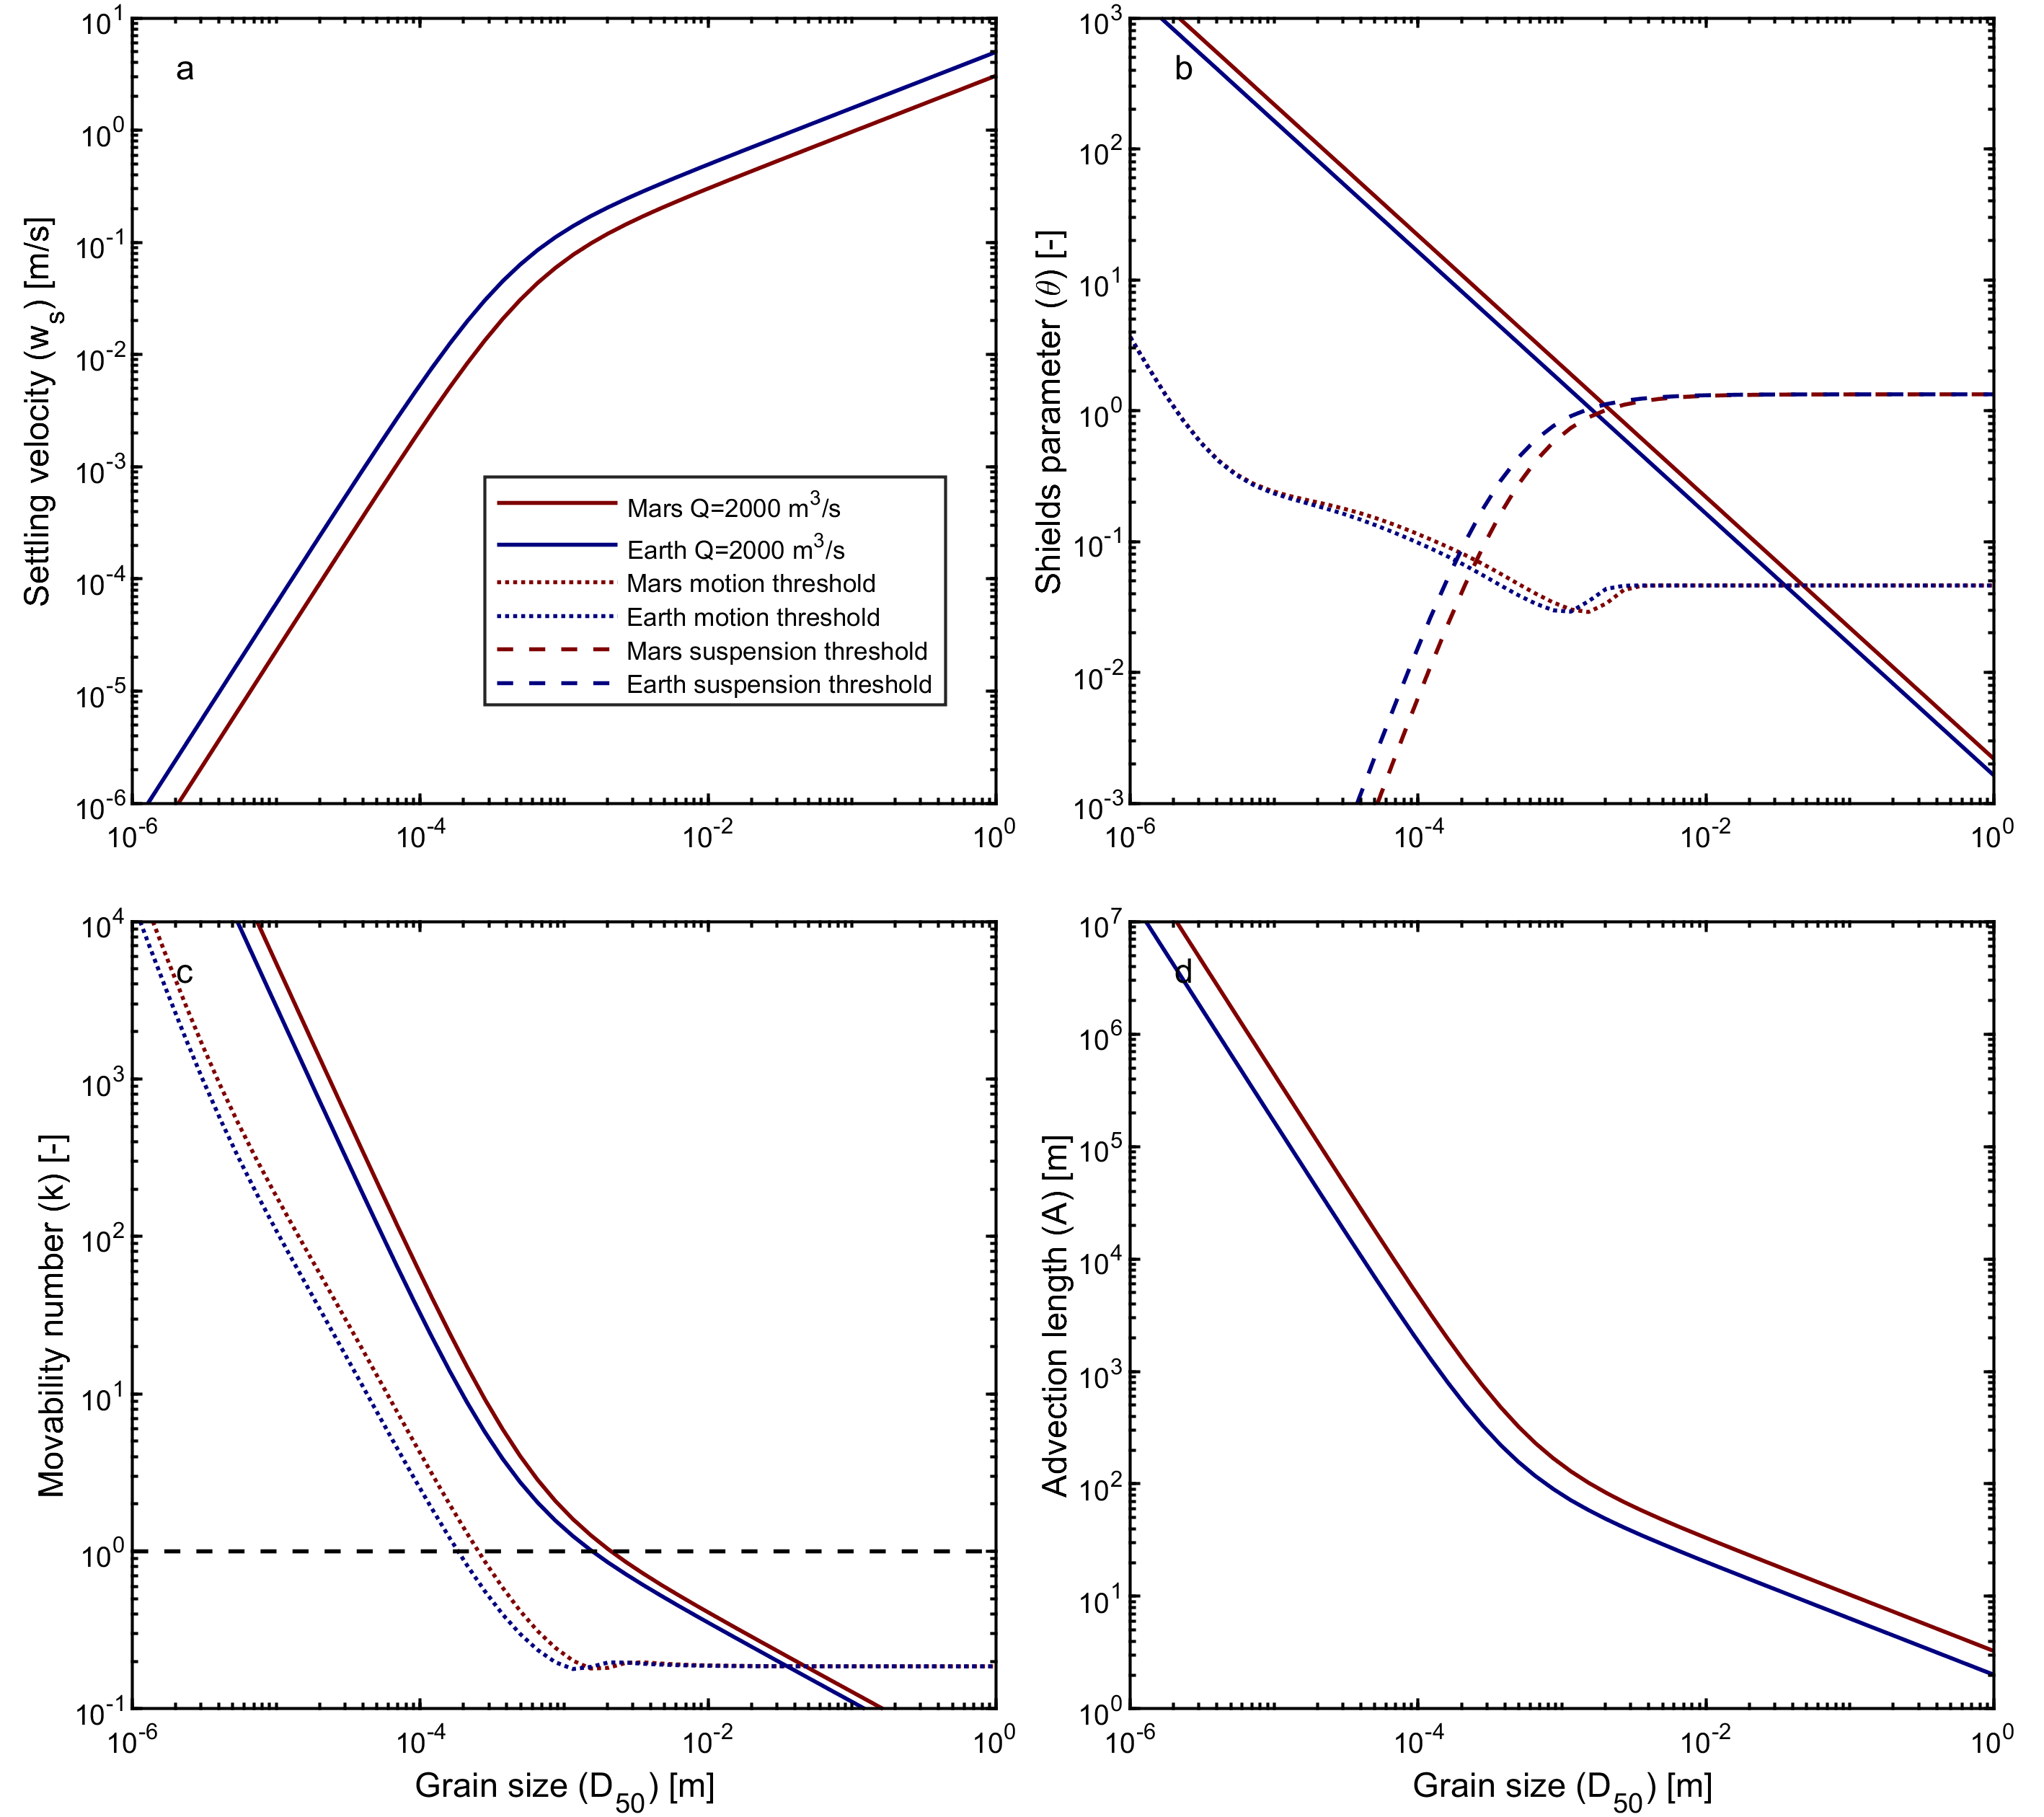 a
Settling velocity (w_s) [m/s]
10^1
10^0
10^-1
10^-2
10^-3
10^-4
10^-5
10^-6
10^-6
10^-4
10^-2
10^0
Mars Q=2000 m^3/s
Earth Q=2000 m^3/s
Mars motion threshold
Earth motion threshold
Mars suspension threshold
Earth suspension threshold
b
Shields parameter (θ) [-]
10^3
10^2
10^1
10^0
10^-1
10^-2
10^-3
10^-6
10^-4
10^-2
10^0
c
Movability number (k) [-]
10^4
10^3
10^2
10^1
10^0
10^-1
10^-6
10^-4
10^-2
10^0
Grain size (D_50) [m]
d
Advection length (A) [m]
10^7
10^6
10^5
10^4
10^3
10^2
10^1
10^0
10^-6
10^-4
10^-2
10^0
Grain size (D_50) [m]